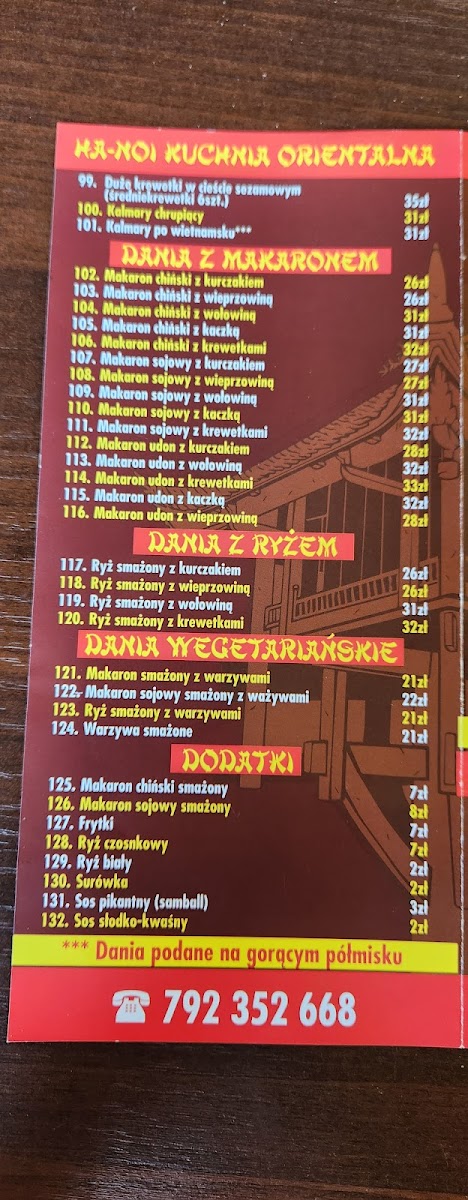 HA-NOI KUCHNIA ORIENTALNA
99. Duże krewetki w cieście sezamowym 35zł
(średniekrewetki 6szt.)
100. Kalmary chrupiący 31zł
101. Kalmary po wietnamsku*** 31zł
DANIA Z MAKARONEM
102. Makaron chiński z kurczakiem 26zł
103. Makaron chiński z wieprzowiną 26zł
104. Makaron chiński z wołowiną 31zł
105. Makaron chiński z kaczką 31zł
106. Makaron chiński z krewetkami 32zł
107. Makaron sojowy z kurczakiem 27zł
108. Makaron sojowy z wieprzowiną 27zł
109. Makaron sojowy z wołowiną 31zł
110. Makaron sojowy z kaczką 31zł
111. Makaron sojowy z krewetkami 32zł
112. Makaron udon z kurczakiem 28zł
113. Makaron udon z wołowiną 32zł
114. Makaron udon z krewetkami 33zł
115. Makaron udon z kaczką 32zł
116. Makaron udon z wieprzowiną 28zł
DANIA Z RYŻEM
117. Ryż smażony z kurczakiem 26zł
118. Ryż smażony z wieprzowiną 26zł
119. Ryż smażony z wołowiną 31zł
120. Ryż smażony z krewetkami 32zł
DANIA WEGETARIAŃSKIE
121. Makaron smażony z warzywami 21zł
122. Makaron sojowy smażony z ważywami 22zł
123. Ryż smażony z warzywami 21zł
124. Warzywa smażone 21zł
DODATKI
125. Makaron chiński smażony 7zł
126. Makaron sojowy smażony 8zł
127. Frytki 7zł
128. Ryż czosnkowy 7zł
129. Ryż biały 2zł
130. Surówka 2zł
131. Sos pikantny (samball) 3zł
132. Sos słodko-kwaśny 2zł
*** Dania podane na gorącym półmisku
☎ 792 352 668